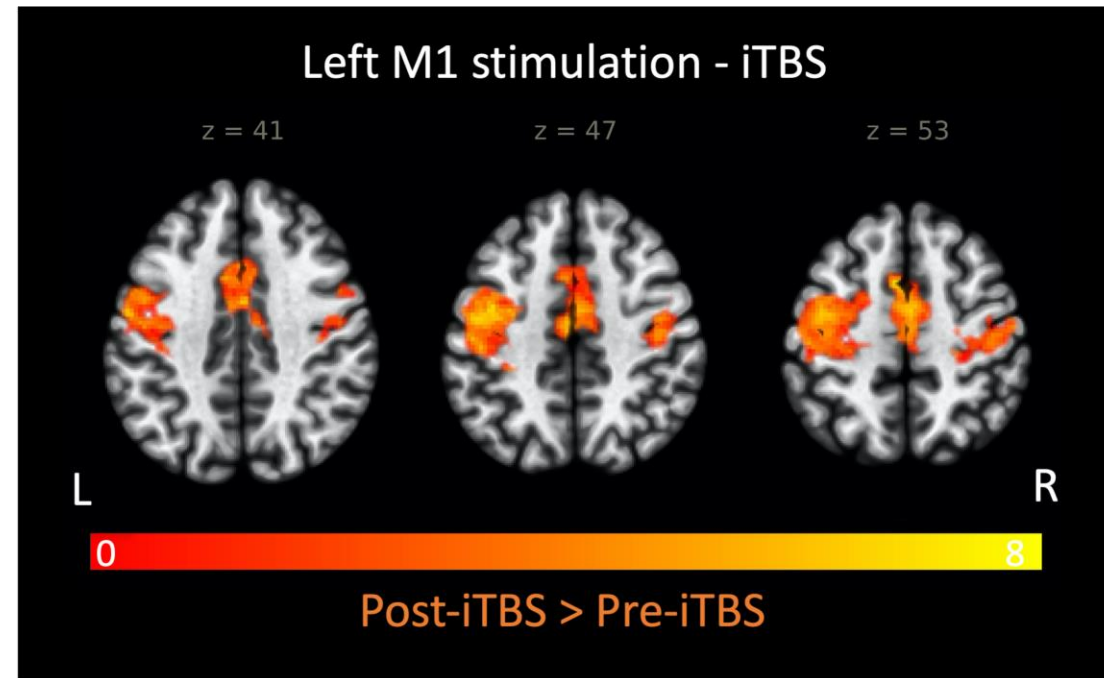 Left M1 stimulation - iTBS
z = 41 z = 47 z = 53
L R
0 8
Post-iTBS > Pre-iTBS